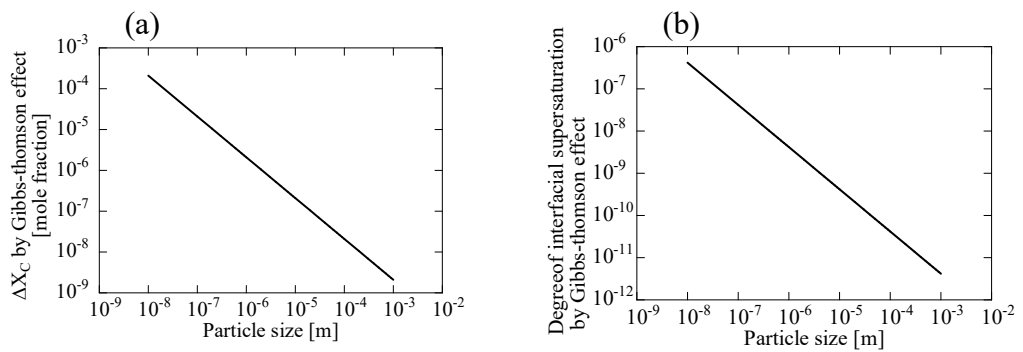 (a)
ΔX_C by Gibbs-thomson effect
[mole fraction]
10^-3
10^-4
10^-5
10^-6
10^-7
10^-8
10^-9
10^-9 10^-8 10^-7 10^-6 10^-5 10^-4 10^-3 10^-2
Particle size [m]
(b)
Degreeof interfacial supersaturation
by Gibbs-thomson effect
10^-6
10^-7
10^-8
10^-9
10^-10
10^-11
10^-12
10^-9 10^-8 10^-7 10^-6 10^-5 10^-4 10^-3 10^-2
Particle size [m]